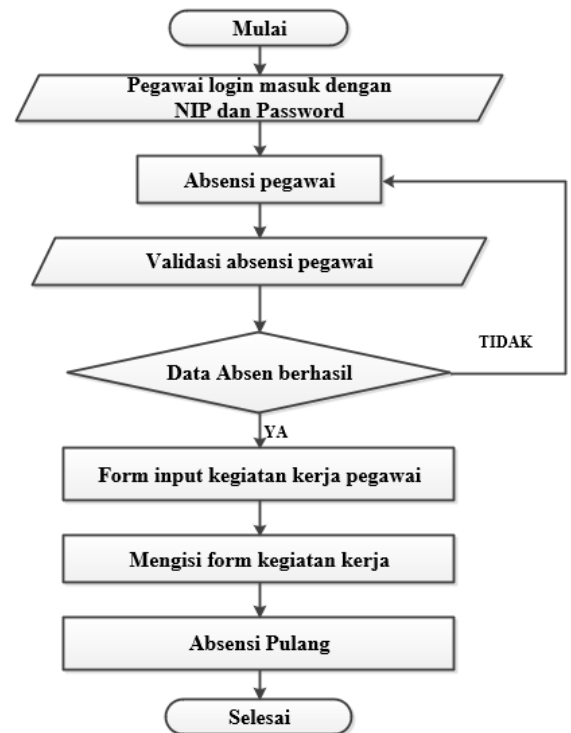 Mulai
Pegawai login masuk dengan
NIP dan Password
Absensi pegawai
Validasi absensi pegawai
TIDAK
Data Absen berhasil
YA
Form input kegiatan kerja pegawai
Mengisi form kegiatan kerja
Absensi Pulang
Selesai